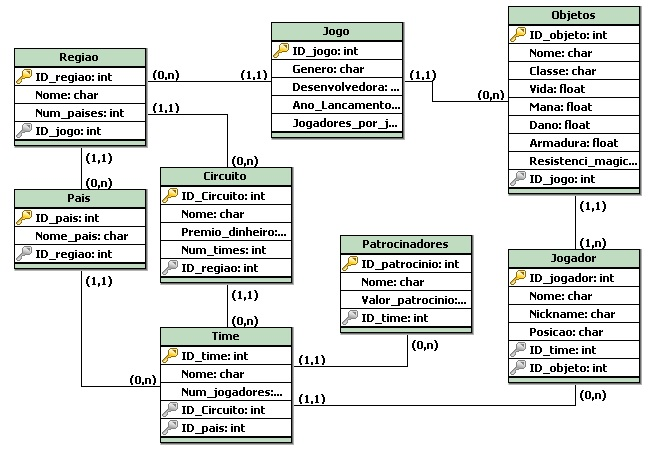 Regiao
ID_regiao: int
Nome: char
Num_paises: int
ID_jogo: int
(0,n)
(1,1)
(1,1)
(1,1)
Jogo
ID_jogo: int
Genero: char
Desenvolvedora: ...
Ano_Lancamento...
Jogadores_por_j...
(1,1)
(0,n)
Objetos
ID_objeto: int
Nome: char
Classe: char
Vida: float
Mana: float
Dano: float
Armadura: float
Resistenci_magic...
ID_jogo: int
(1,1)
(1,n)
(0,n)
Pais
ID_pais: int
Nome_pais: char
ID_regiao: int
(1,1)
(0,n)
Circuito
ID_Circuito: int
Nome: char
Premio_dinheiro:...
Num_times: int
ID_regiao: int
(1,1)
(0,n)
Patrocinadores
ID_patrocinio: int
Nome: char
Valor_patrocinio:...
ID_time: int
(0,n)
Jogador
ID_jogador: int
Nome: char
Nickname: char
Posicao: char
ID_time: int
ID_objeto: int
(0,n)
Time
ID_time: int
Nome: char
Num_jogadores:...
ID_Circuito: int
ID_pais: int
(0,n)
(1,1)
(1,1)